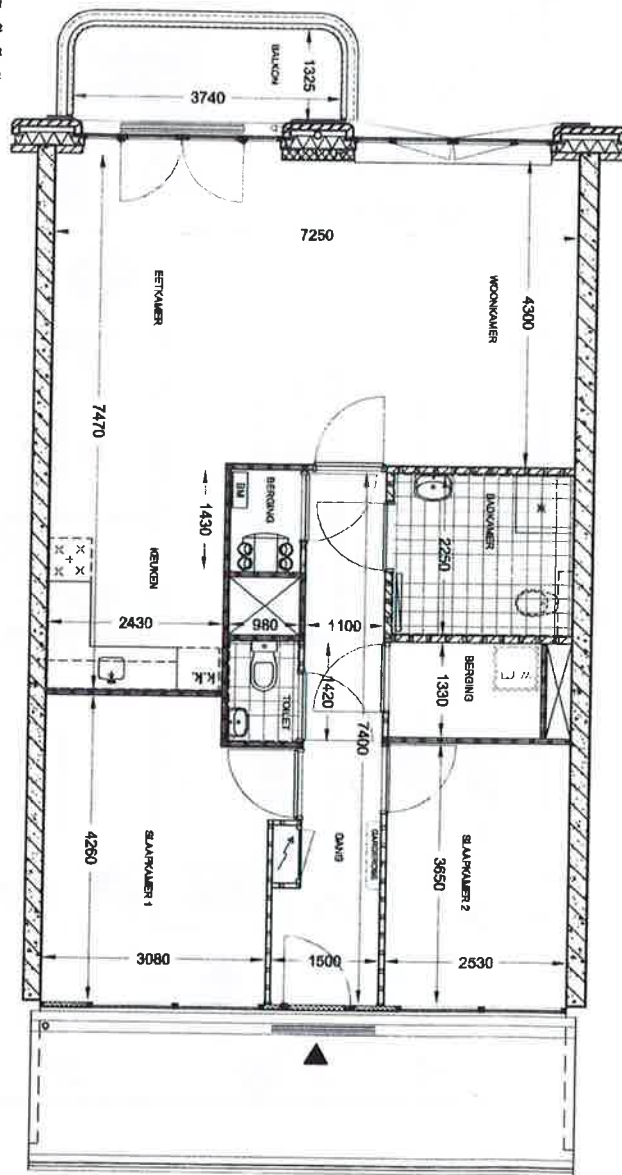 BALKON
1325
3740
7250
EETKAMER
WOONKAMER
4300
7470
BERGING
BM
1430
BADKAMER
2250
KEUKEN
2430
980
1100
k.k.
TOILET
1420
BERGING
1330
7400
4260
SLAAPKAMER 1
GANG
GARDEROBE
SLAAPKAMER 2
3650
3080
1500
2530